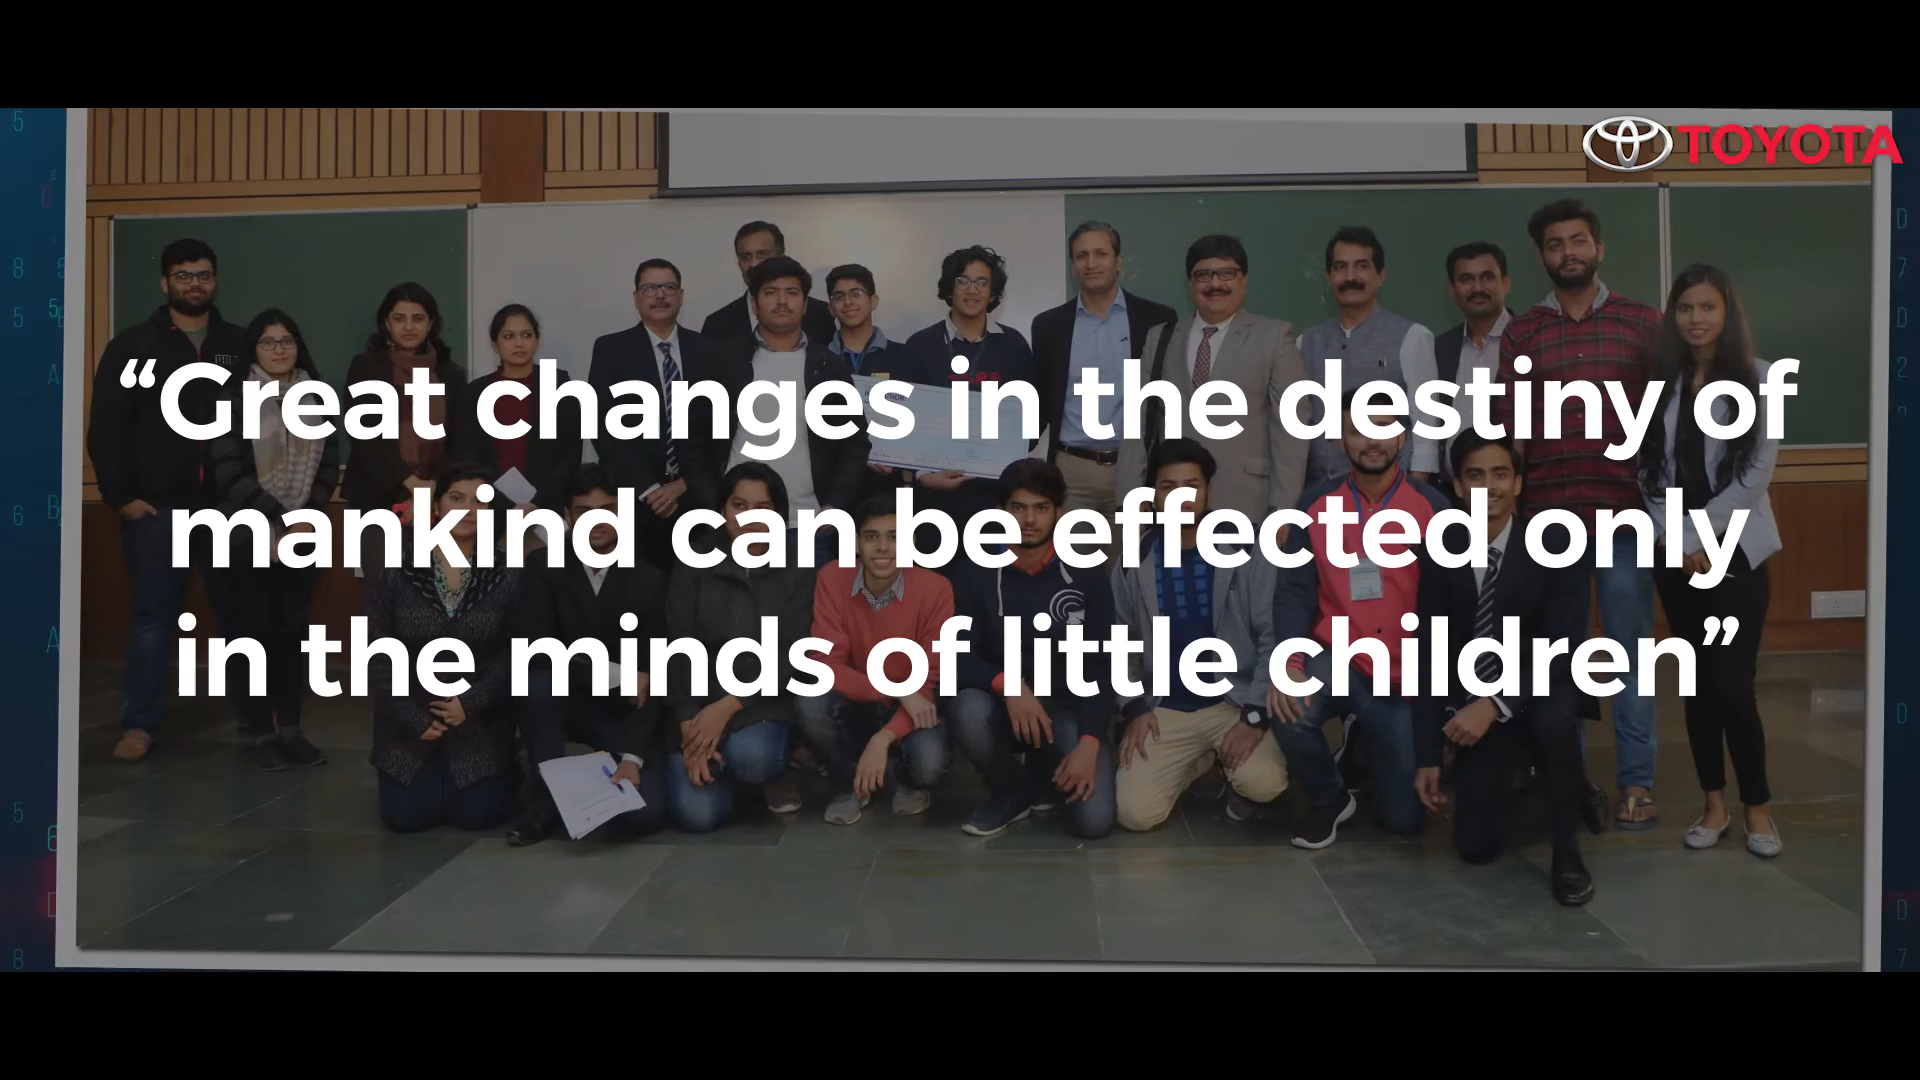 TOYOTA
“Great changes in the destiny of
mankind can be effected only
in the minds of little children”